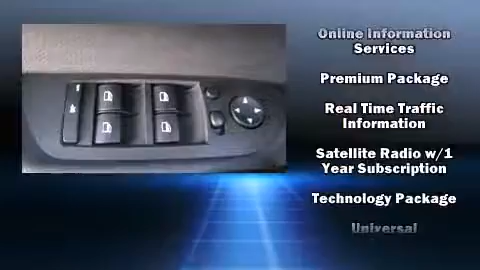 Online Information
Services
Premium Package
Real Time Traffic
Information
Satellite Radio w/1
Year Subscription
Technology Package
Universal